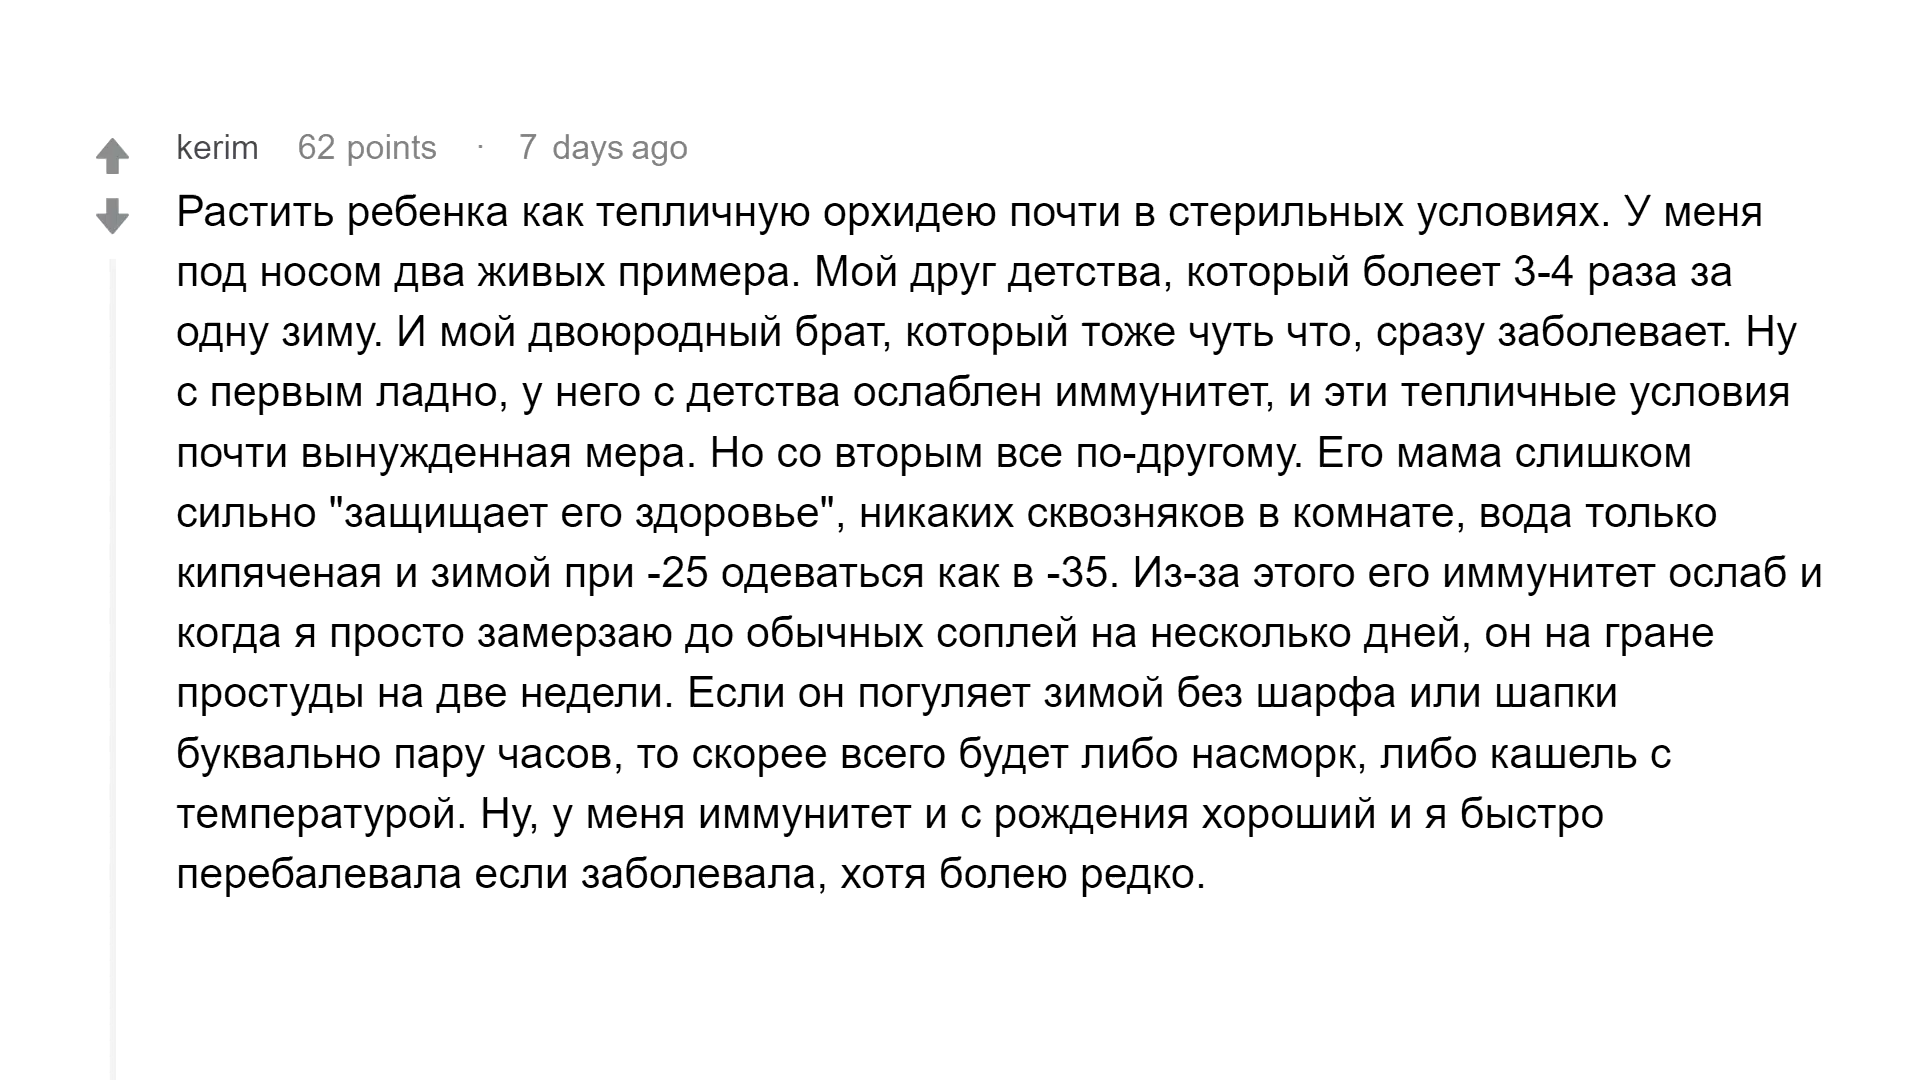 kerim 62 points · 7 days ago
Растить ребенка как тепличную орхидею почти в стерильных условиях. У меня
под носом два живых примера. Мой друг детства, который болеет 3-4 раза за
одну зиму. И мой двоюродный брат, который тоже чуть что, сразу заболевает. Ну
с первым ладно, у него с детства ослаблен иммунитет, и эти тепличные условия
почти вынужденная мера. Но со вторым все по-другому. Его мама слишком
сильно "защищает его здоровье", никаких сквозняков в комнате, вода только
кипяченая и зимой при -25 одеваться как в -35. Из-за этого его иммунитет ослаб и
когда я просто замерзаю до обычных соплей на несколько дней, он на гране
простуды на две недели. Если он погуляет зимой без шарфа или шапки
буквально пару часов, то скорее всего будет либо насморк, либо кашель с
температурой. Ну, у меня иммунитет и с рождения хороший и я быстро
перебалевала если заболевала, хотя болею редко.